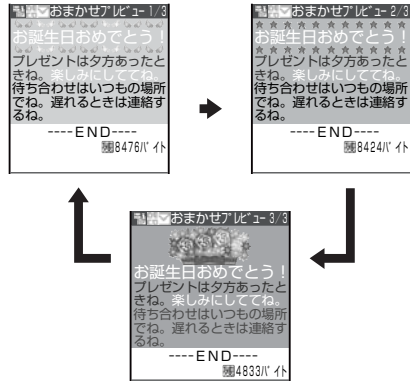 おまかせプレビュー 1/3
お誕生日おめでとう！
プレゼントは夕方あったと
きね。楽しみにしててね。
待ち合わせはいつもの場所
でね。遅れるときは連絡す
るね。
----END----
残8476バイト
おまかせプレビュー 2/3
お誕生日おめでとう！
プレゼントは夕方あったと
きね。楽しみにしててね。
待ち合わせはいつもの場所
でね。遅れるときは連絡す
るね。
----END----
残8424バイト
おまかせプレビュー 3/3
お誕生日おめでとう！
プレゼントは夕方あったと
きね。楽しみにしててね。
待ち合わせはいつもの場所
でね。遅れるときは連絡す
るね。
----END----
残4833バイト